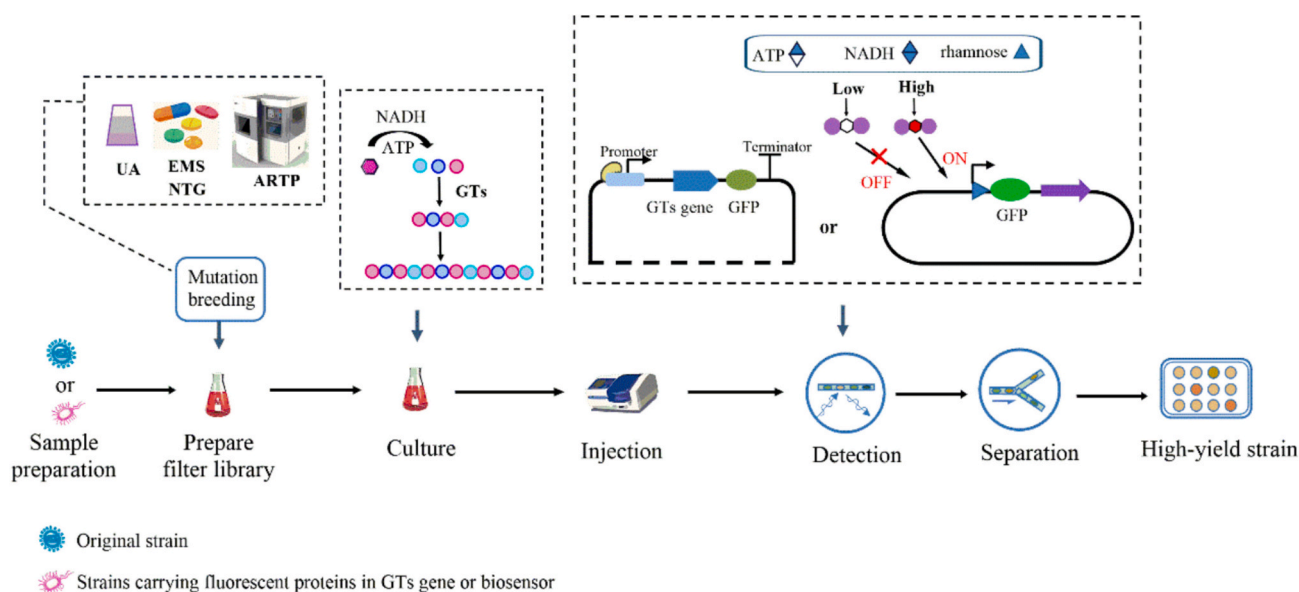 ATP
NADH
rhamnose
Low
High
UA
EMS
NTG
ARTP
NADH
ATP
GTs
Promoter
Terminator
GTs gene
GFP
or
OFF
ON
GFP
Mutation
breeding
or
Sample
preparation
Prepare
filter library
Culture
Injection
Detection
Separation
High-yield strain
Original strain
Strains carrying fluorescent proteins in GTs gene or biosensor